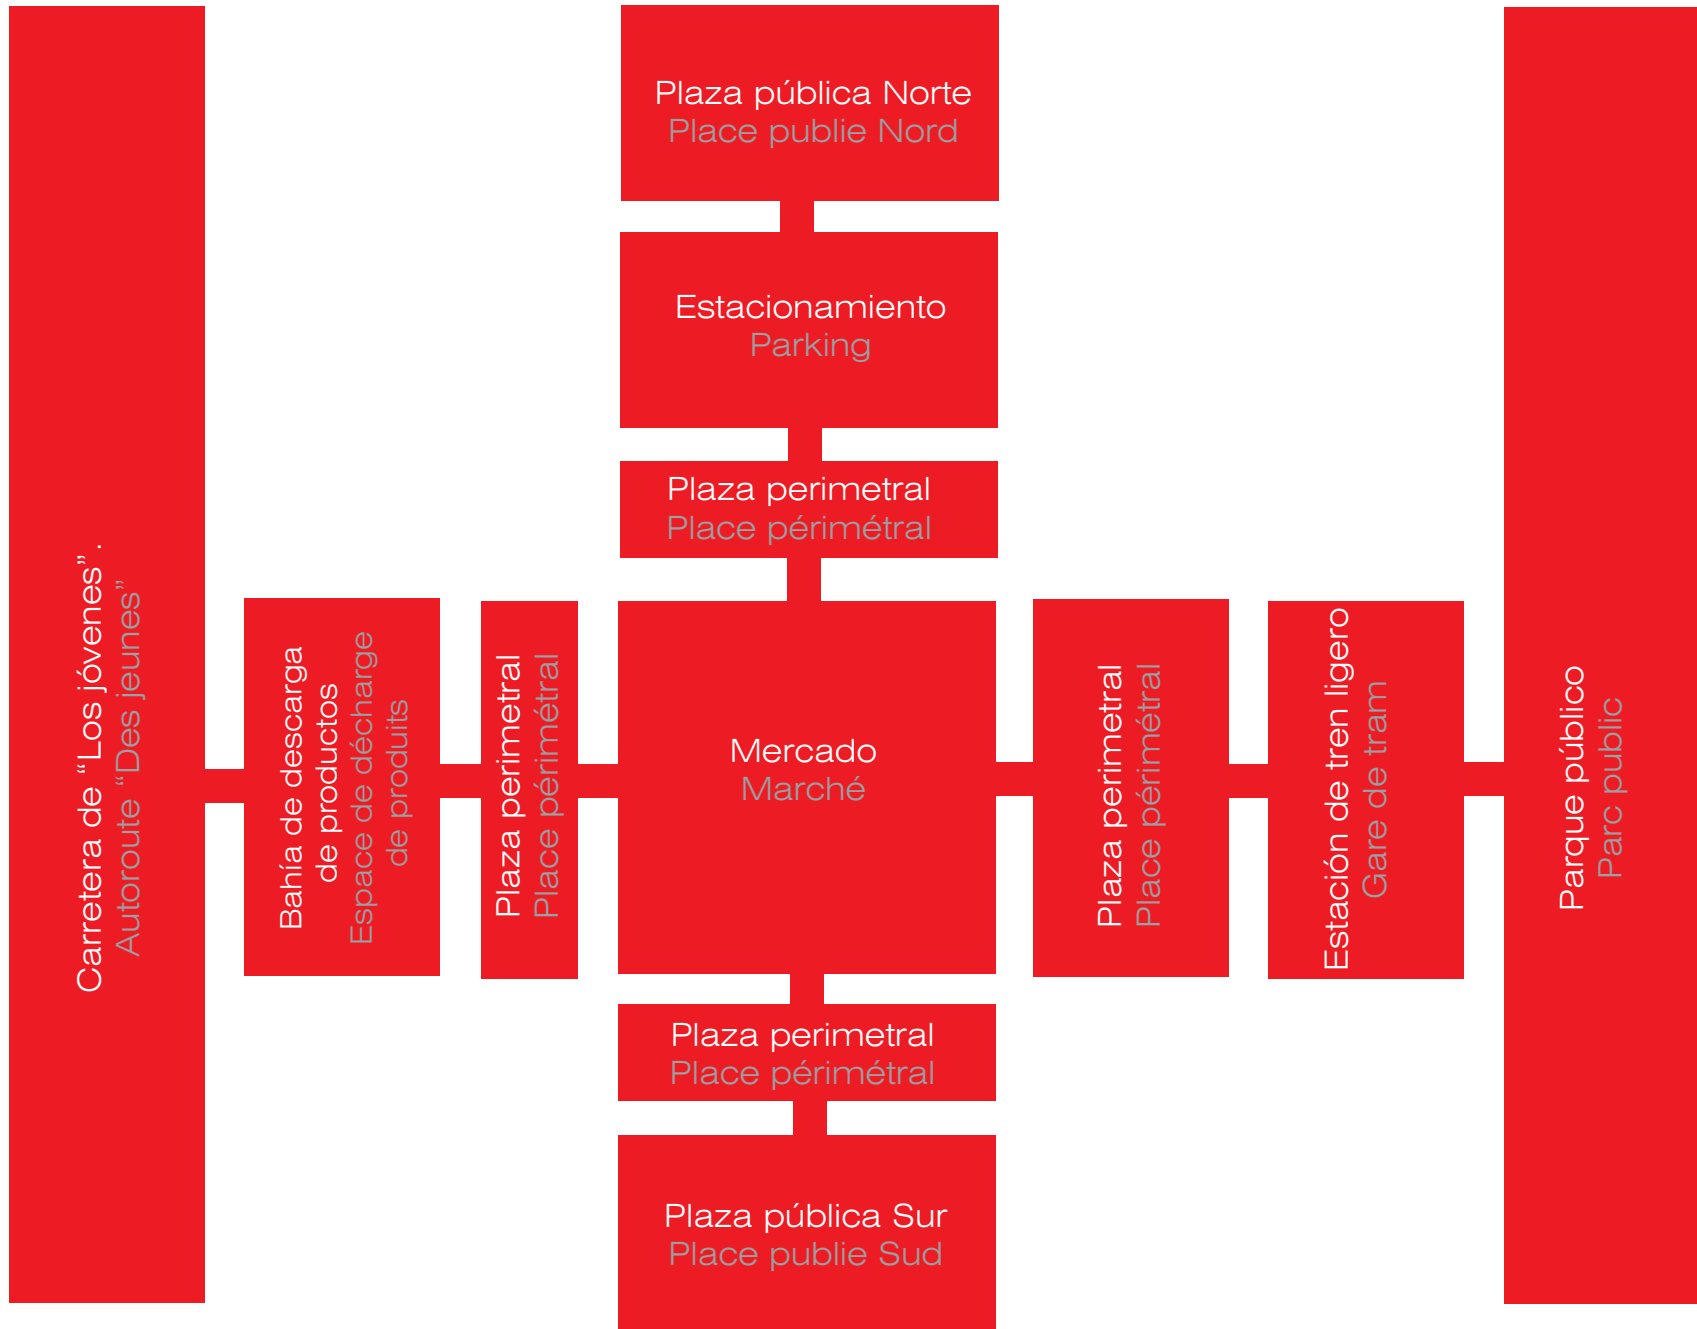 Plaza pública Norte
Place publie Nord
Estacionamiento
Parking
Plaza perimetral
Place périmétral
Carretera de “Los jóvenes”.
Autoroute “Des jeunes”
Bahía de descarga
de productos
Espace de décharge
de produits
Plaza perimetral
Place périmétral
Mercado
Marché
Plaza perimetral
Place périmétral
Estación de tren ligero
Gare de tram
Parque público
Parc public
Plaza perimetral
Place périmétral
Plaza pública Sur
Place publie Sud